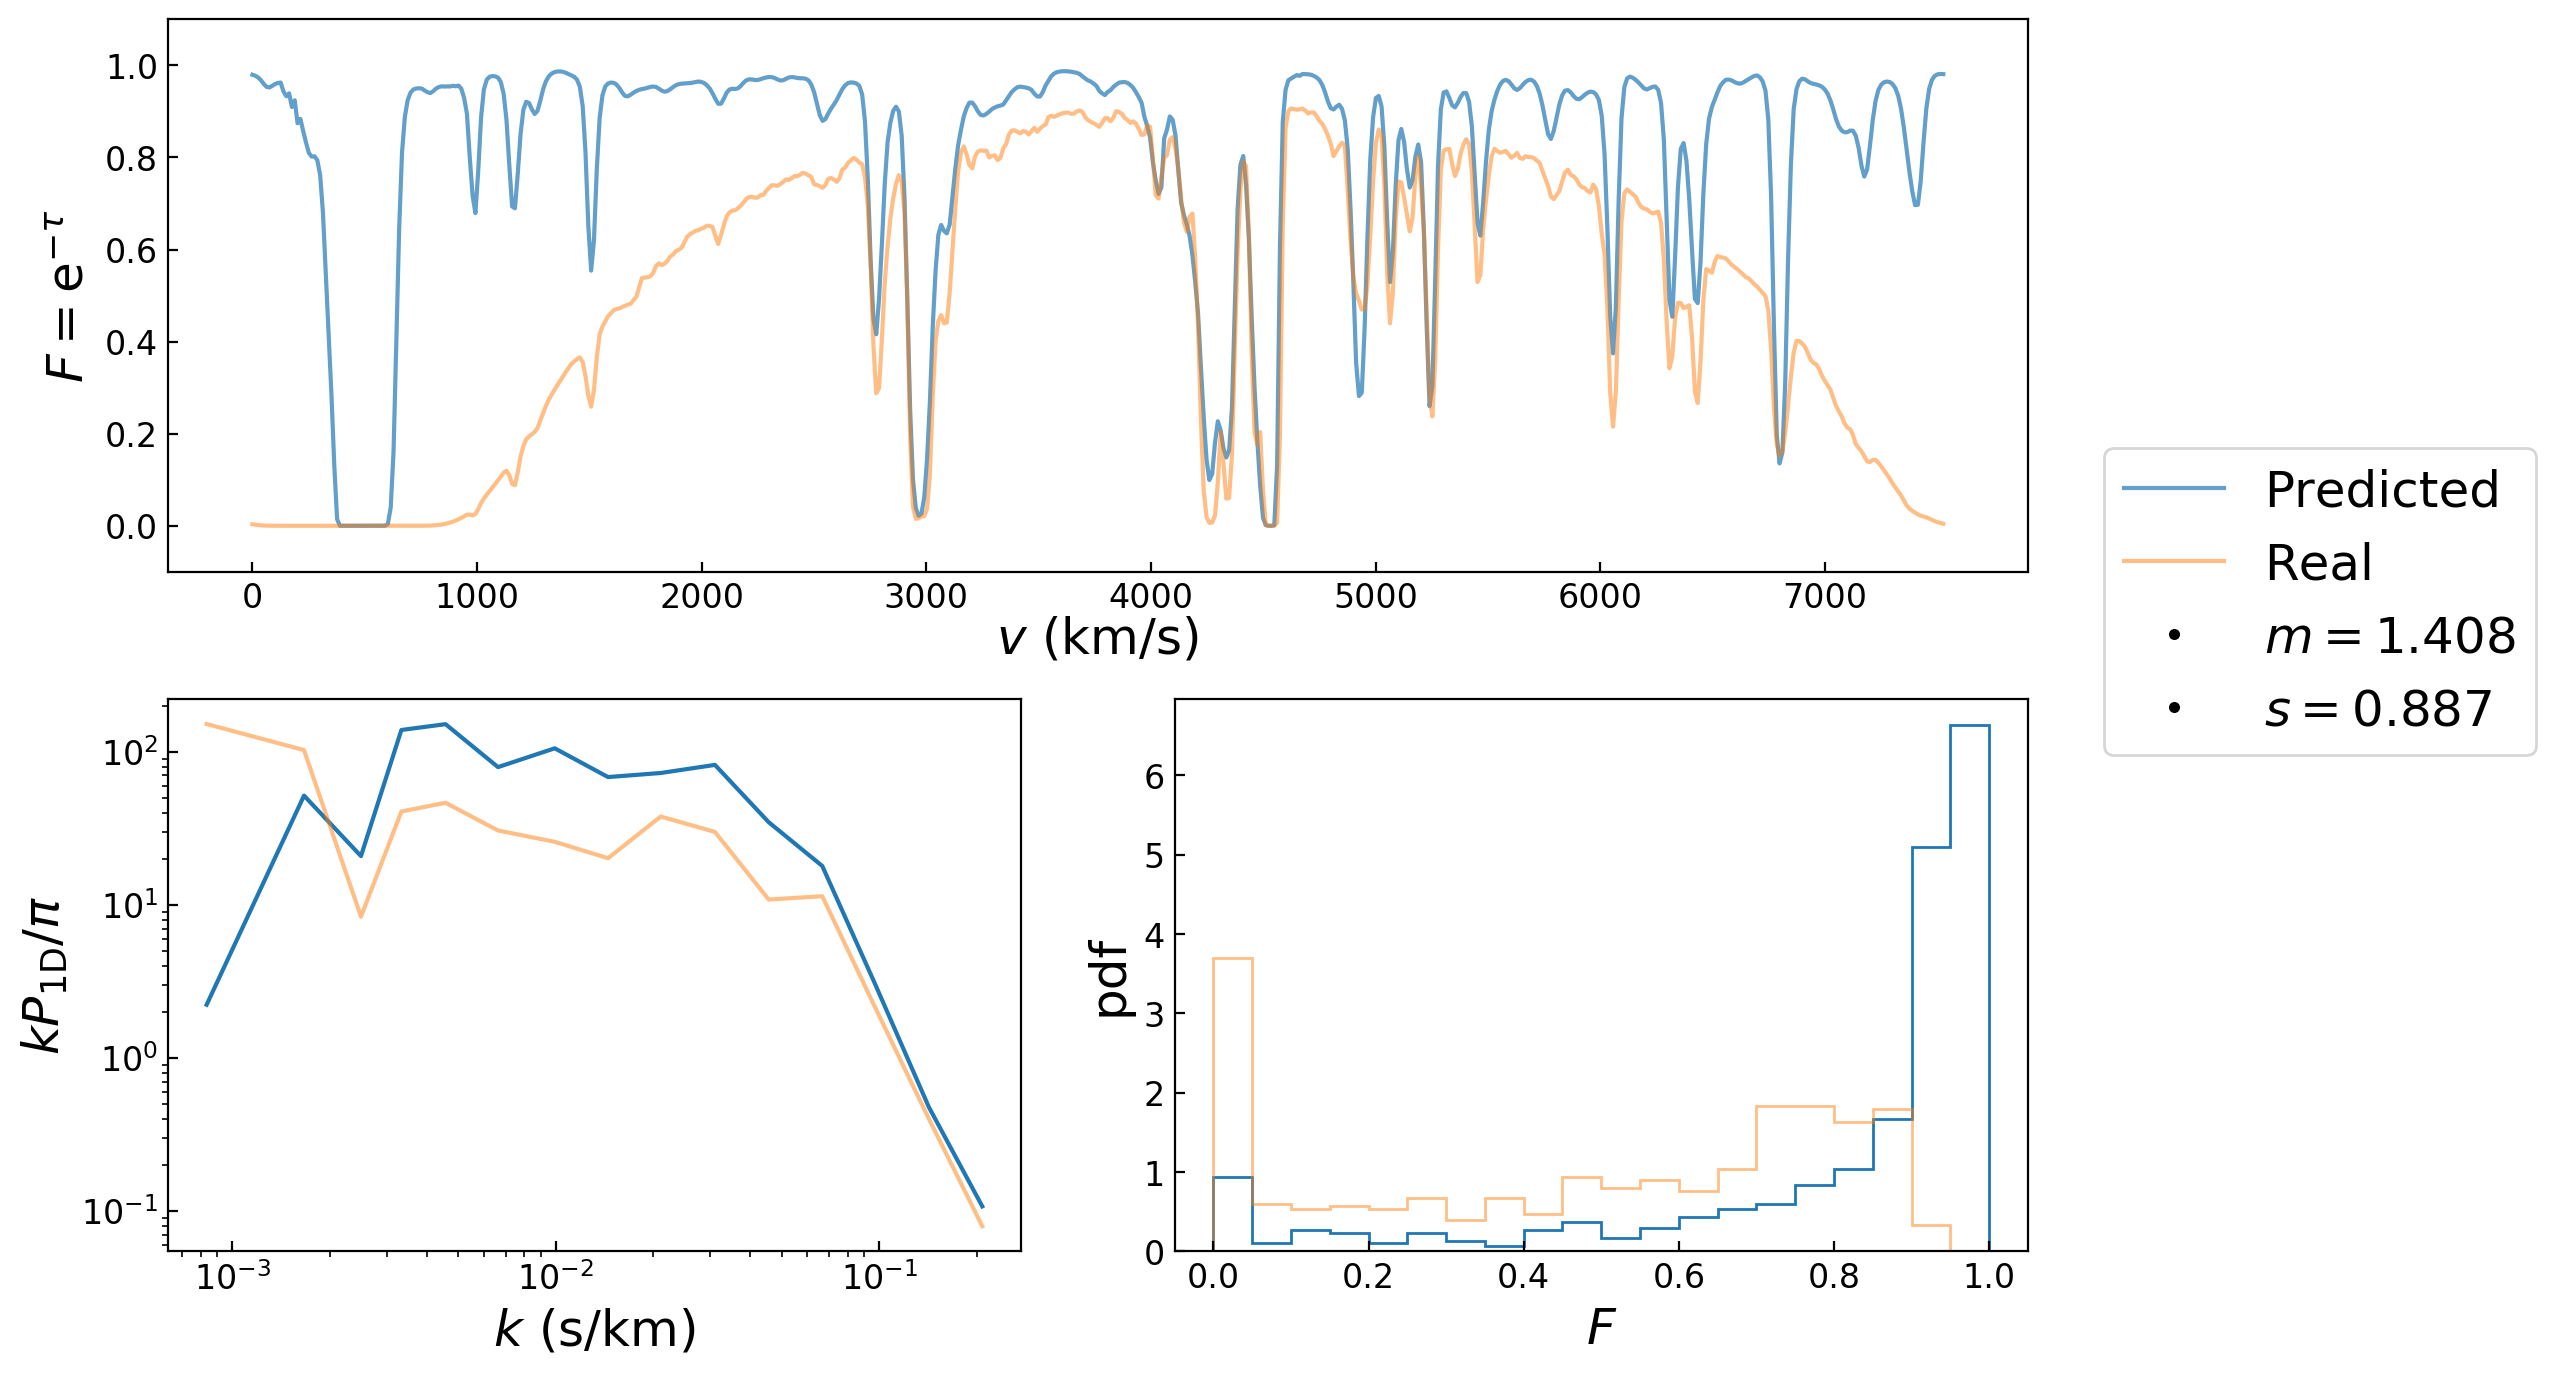 F = e^{-τ}
1.0
0.8
0.6
0.4
0.2
0.0
0 1000 2000 3000 4000 5000 6000 7000
v (km/s)
Predicted
Real
m = 1.408
s = 0.887
kP_{1D}/π
10^2
10^1
10^0
10^{-1}
10^{-3} 10^{-2} 10^{-1}
k (s/km)
pdf
6
5
4
3
2
1
0
0.0 0.2 0.4 0.6 0.8 1.0
F